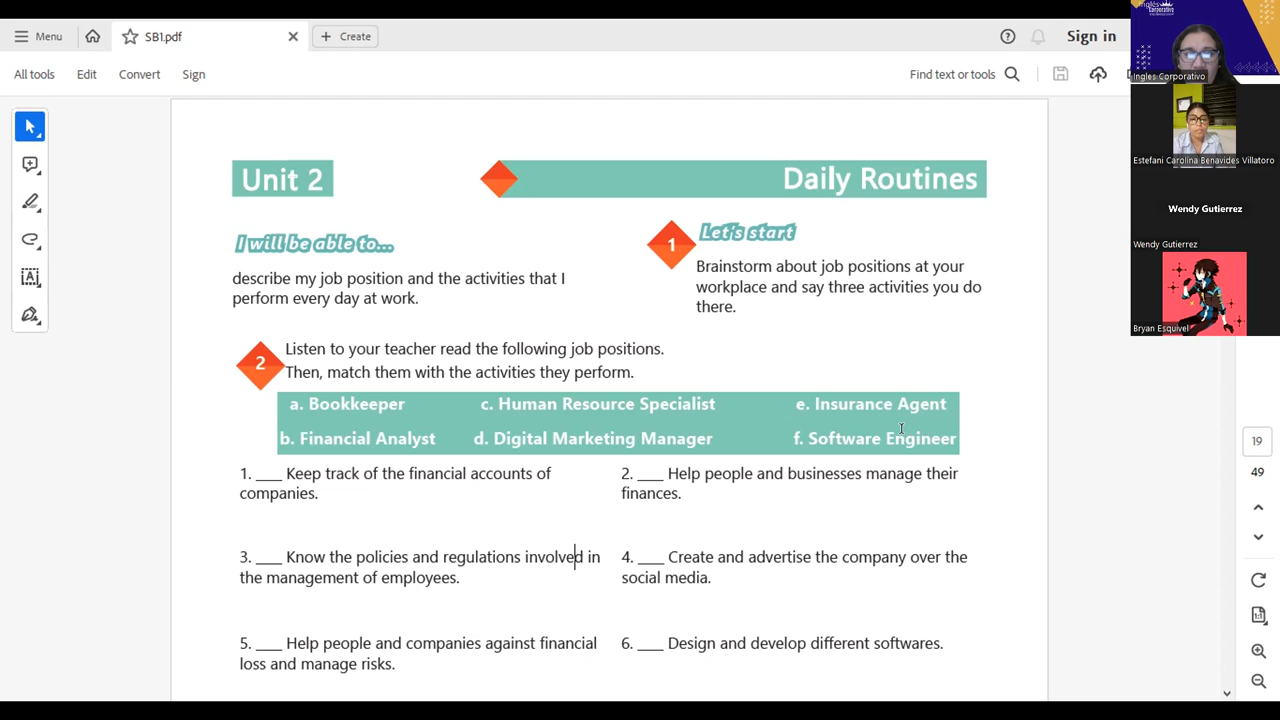 Menu
SB1.pdf
Create
Sign in
All tools
Edit
Convert
Sign
Find text or tools
Unit 2
Daily Routines
I will be able to...
describe my job position and the activities that I
perform every day at work.
1
Let's start
Brainstorm about job positions at your
workplace and say three activities you do
there.
2
Listen to your teacher read the following job positions.
Then, match them with the activities they perform.
a. Bookkeeper
c. Human Resource Specialist
e. Insurance Agent
b. Financial Analyst
d. Digital Marketing Manager
f. Software Engineer
1. ___ Keep track of the financial accounts of
companies.
2. ___ Help people and businesses manage their
finances.
3. ___ Know the policies and regulations involved in
the management of employees.
4. ___ Create and advertise the company over the
social media.
5. ___ Help people and companies against financial
loss and manage risks.
6. ___ Design and develop different softwares.
19
49
Inglés
Corporativo
Ingles Corporativo
Estefani Carolina Benavides Villatoro
Wendy Gutierrez
Wendy Gutierrez
Bryan Esquivel